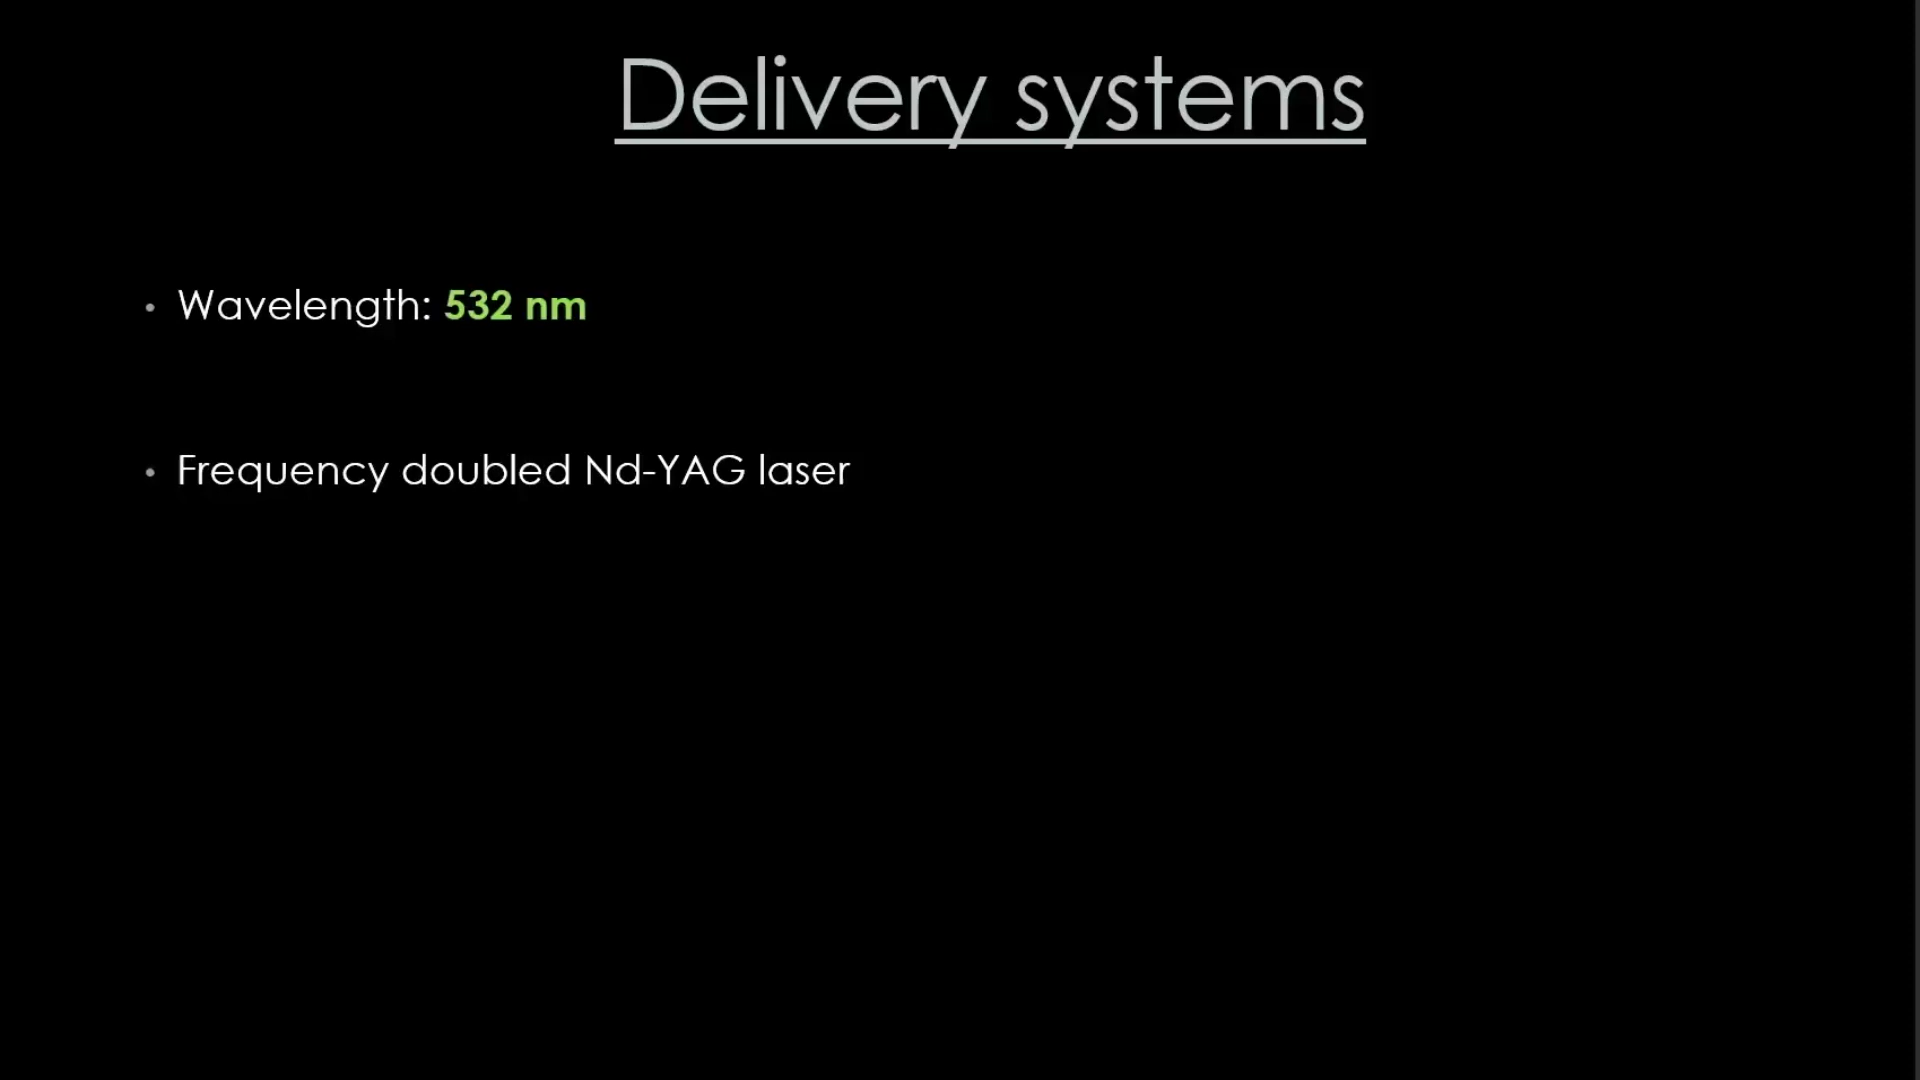 Delivery systems
• Wavelength: 532 nm
• Frequency doubled Nd-YAG laser